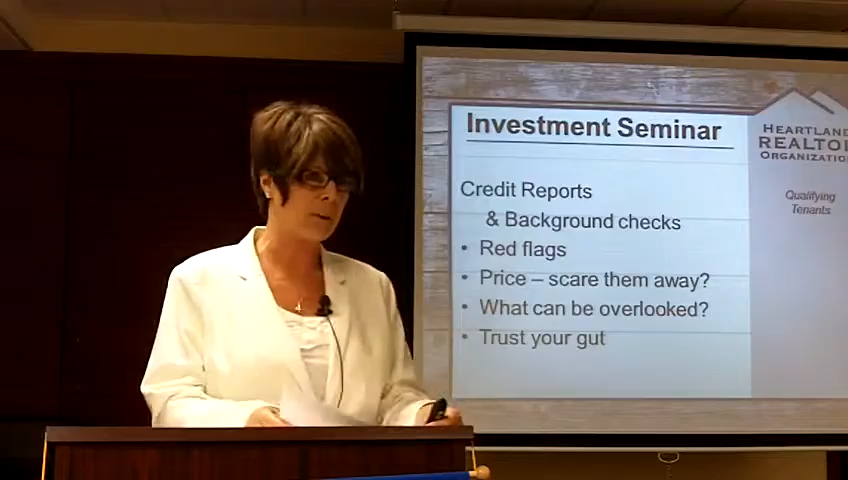 Investment Seminar
Credit Reports
& Background checks
• Red flags
• Price – scare them away?
• What can be overlooked?
• Trust your gut
HEARTLAND
REALTOR
ORGANIZATION
Qualifying
Tenants